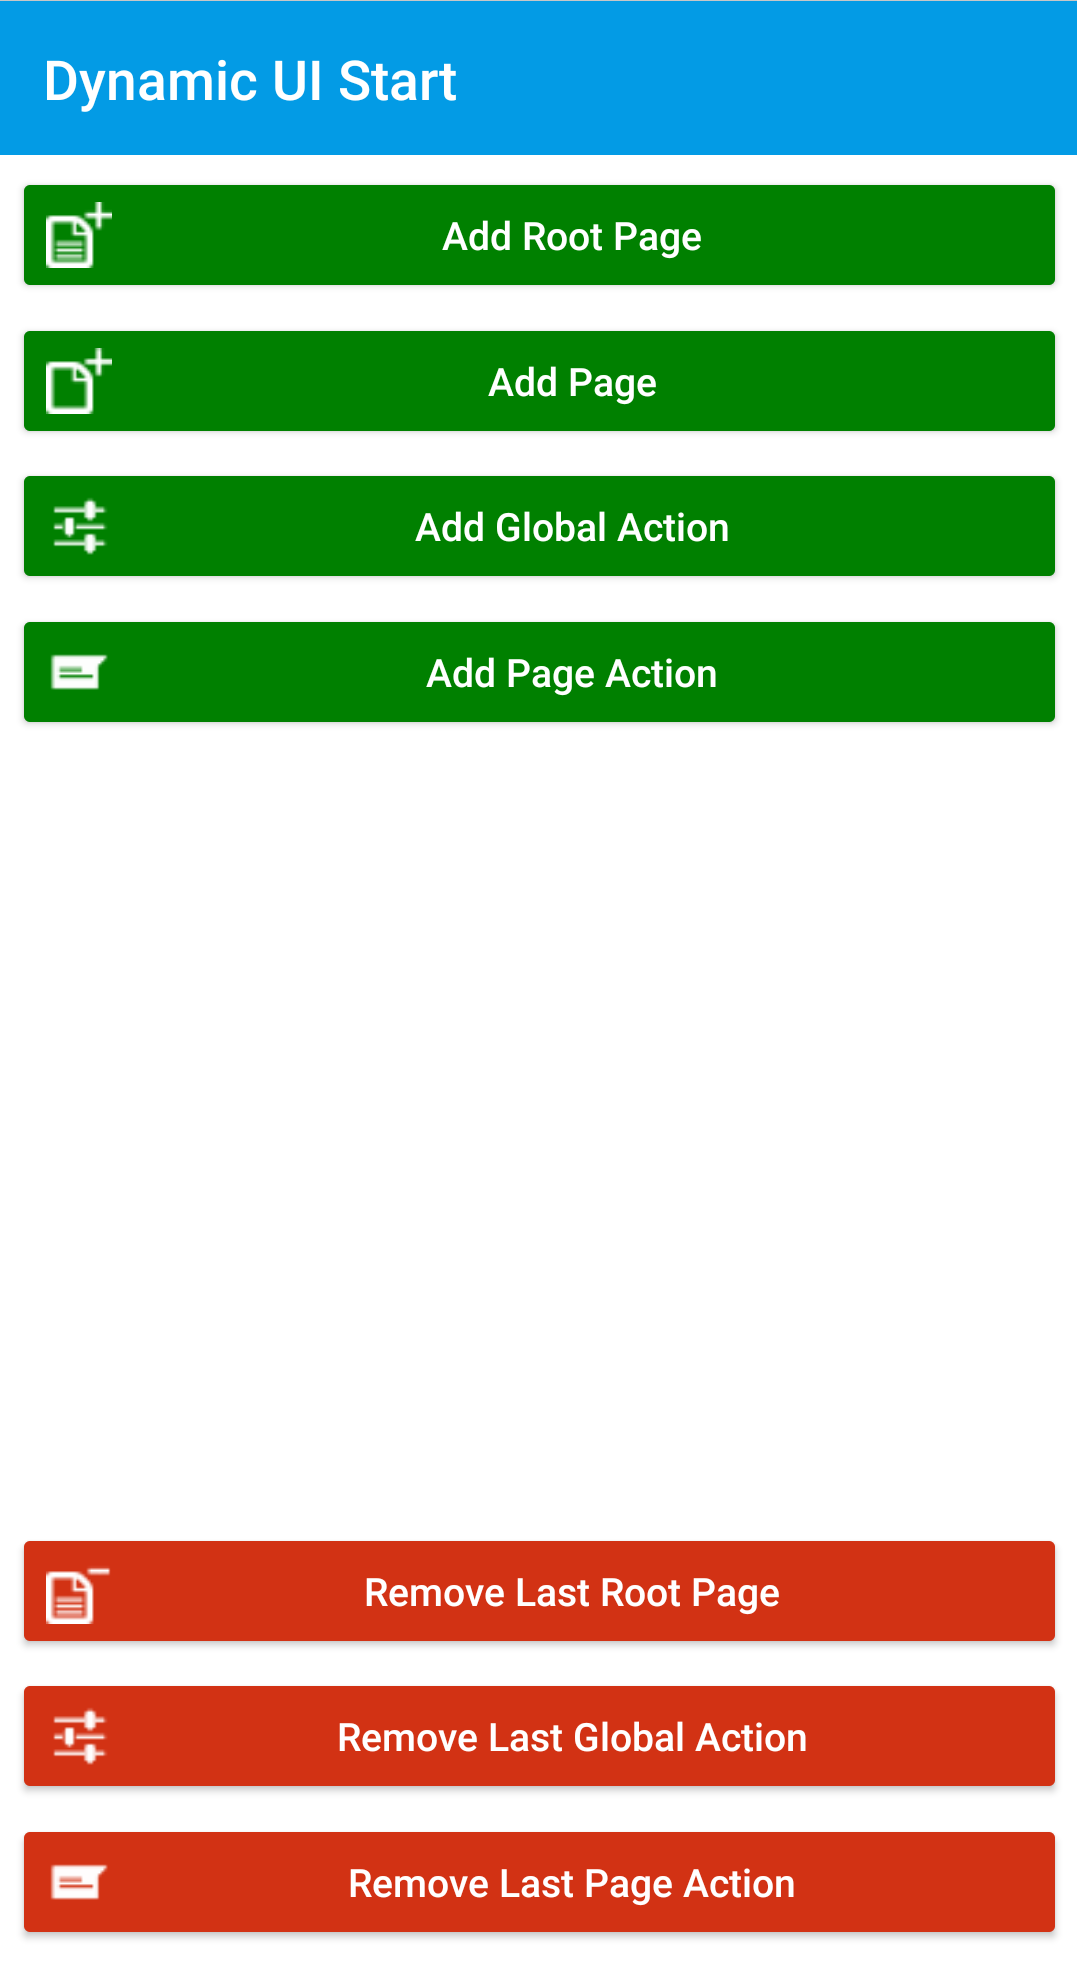 Dynamic UI Start
Add Root Page
Add Page
Add Global Action
Add Page Action
Remove Last Root Page
Remove Last Global Action
Remove Last Page Action